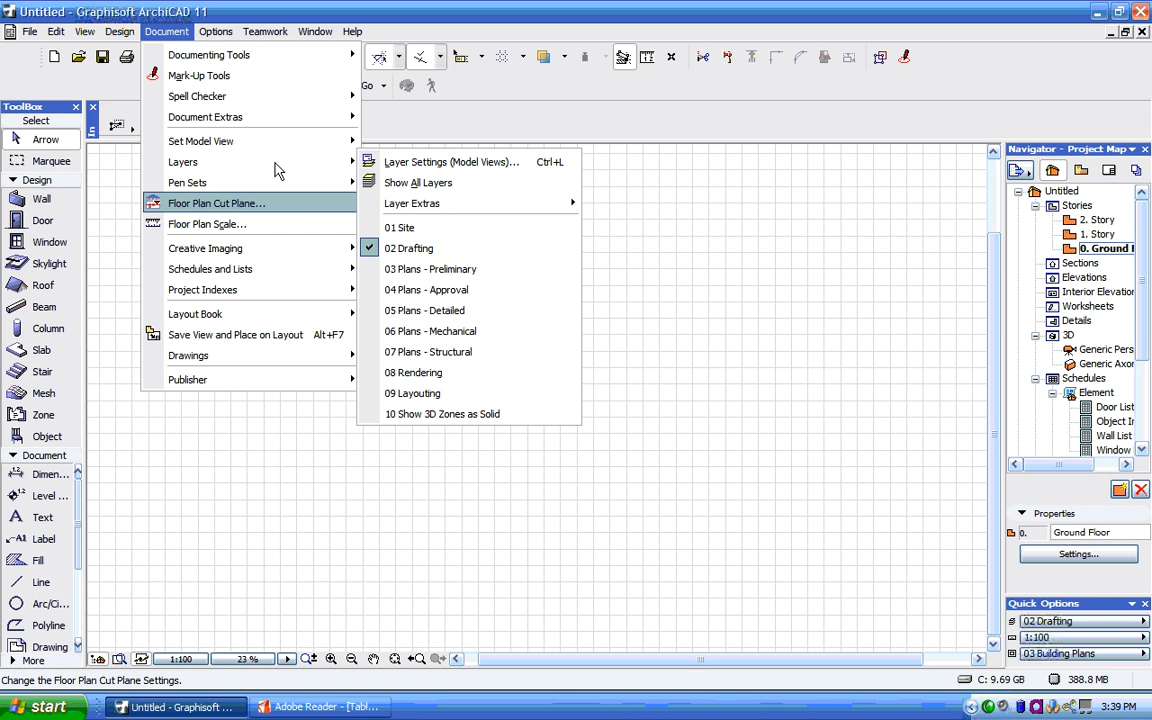 Untitled - Graphisoft ArchiCAD 11
File Edit View Design Document Options Teamwork Window Help
Go
ToolBox
Select
Arrow
Marquee
Design
Wall
Door
Window
Skylight
Roof
Beam
Column
Slab
Stair
Mesh
Zone
Object
Document
Dimen...
Level ...
Text
Label
Fill
Line
Arc/Ci...
Polyline
Drawing
More
In
Documenting Tools
Mark-Up Tools
Spell Checker
Document Extras
Set Model View
Layers
Pen Sets
Floor Plan Cut Plane...
Floor Plan Scale...
Creative Imaging
Schedules and Lists
Project Indexes
Layout Book
Save View and Place on Layout Alt+F7
Drawings
Publisher
Layer Settings (Model Views)... Ctrl+L
Show All Layers
Layer Extras
01 Site
02 Drafting
03 Plans - Preliminary
04 Plans - Approval
05 Plans - Detailed
06 Plans - Mechanical
07 Plans - Structural
08 Rendering
09 Layouting
10 Show 3D Zones as Solid
Navigator - Project Map
Untitled
Stories
2. Story
1. Story
0. Ground F
Sections
Elevations
Interior Elevation
Worksheets
Details
3D
Generic Pers
Generic Axon
Schedules
Element
Door List
Object In
Wall List
Window
Properties
0. Ground Floor
Settings...
Quick Options
02 Drafting
1:100
03 Building Plans
1:100 23 %
Change the Floor Plan Cut Plane Settings.
C: 9.69 GB 388.8 MB
start
Untitled - Graphisoft ...
Adobe Reader - [Tabl...
3:39 PM